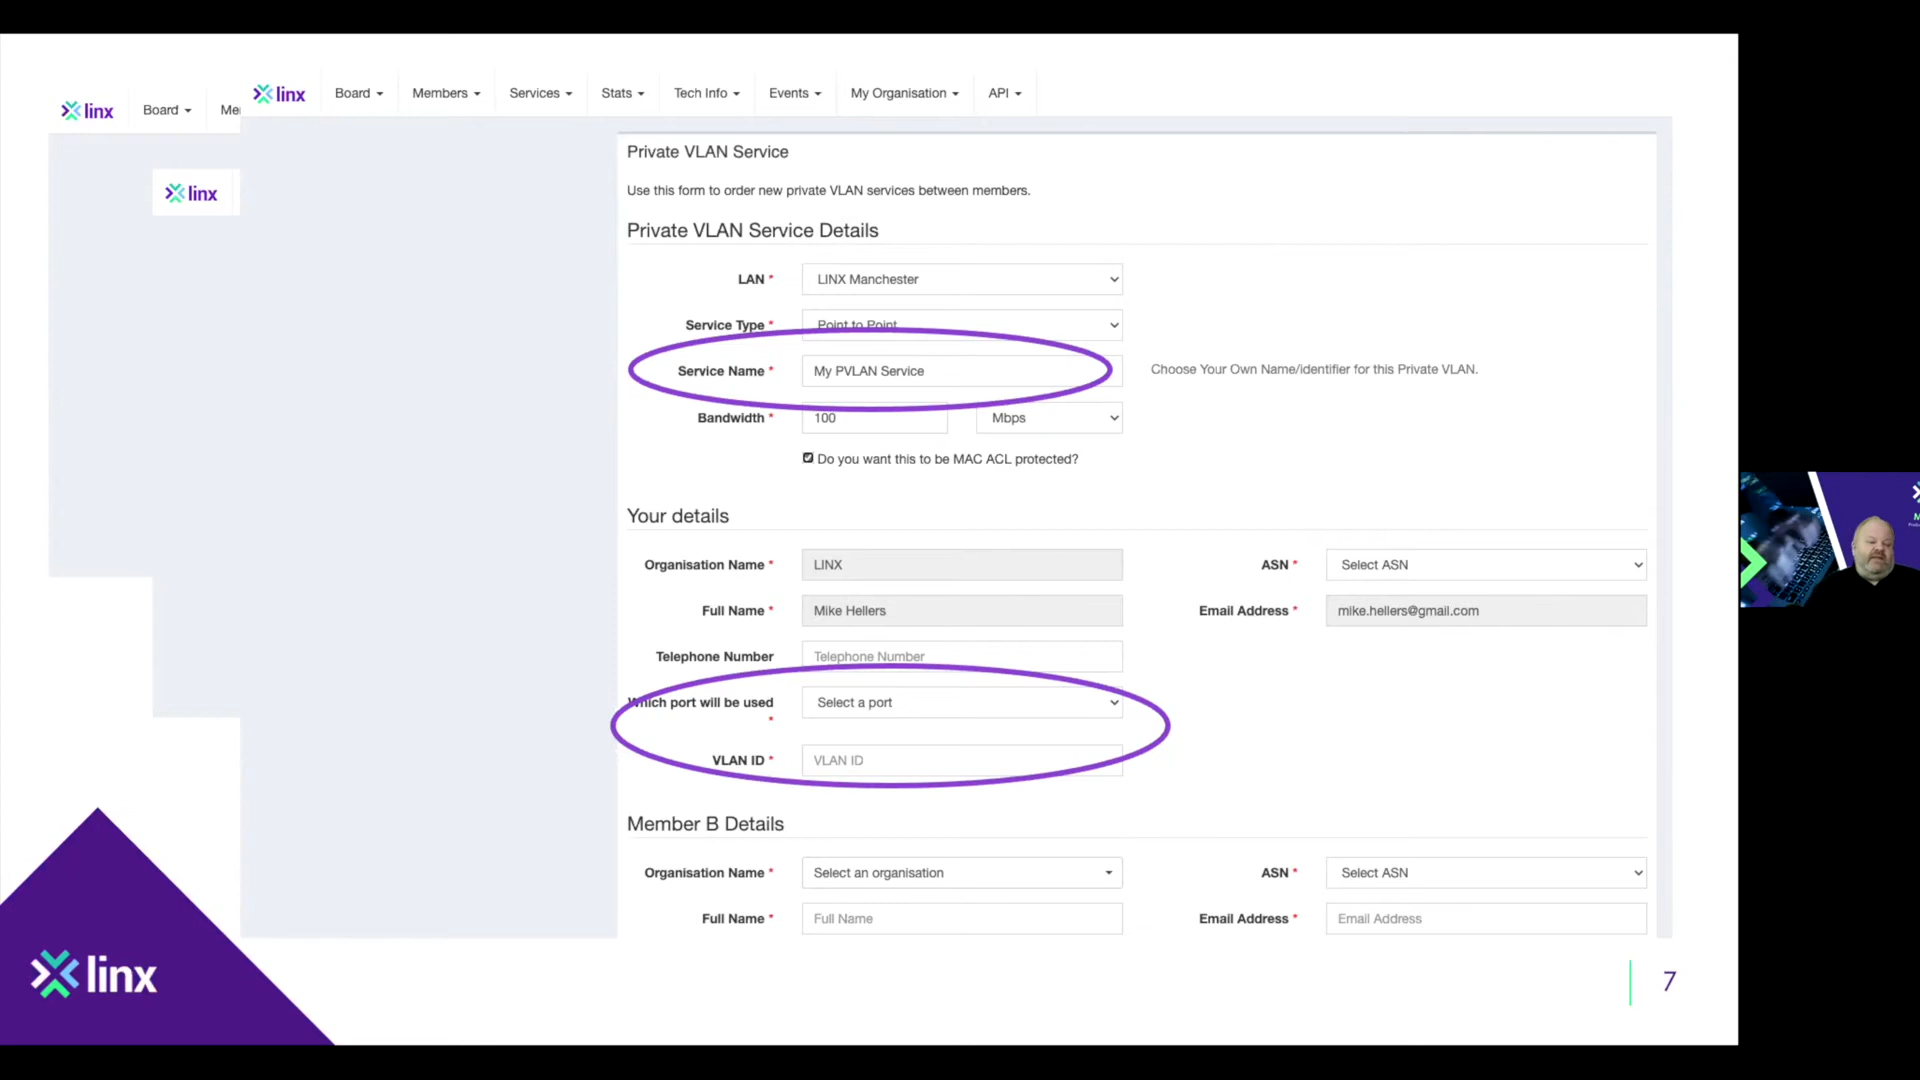 linx Board Me
linx Board Members Services Stats Tech Info Events My Organisation API
linx
Private VLAN Service
Use this form to order new private VLAN services between members.
Private VLAN Service Details
LAN * LINX Manchester
Service Type * Point to Point
Service Name * My PVLAN Service Choose Your Own Name/identifier for this Private VLAN.
Bandwidth * 100 Mbps
Do you want this to be MAC ACL protected?
Your details
Organisation Name * LINX ASN * Select ASN
Full Name * Mike Hellers Email Address * mike.hellers@gmail.com
Telephone Number Telephone Number
Which port will be used * Select a port
VLAN ID * VLAN ID
Member B Details
Organisation Name * Select an organisation ASN * Select ASN
Full Name * Full Name Email Address * Email Address
linx
7